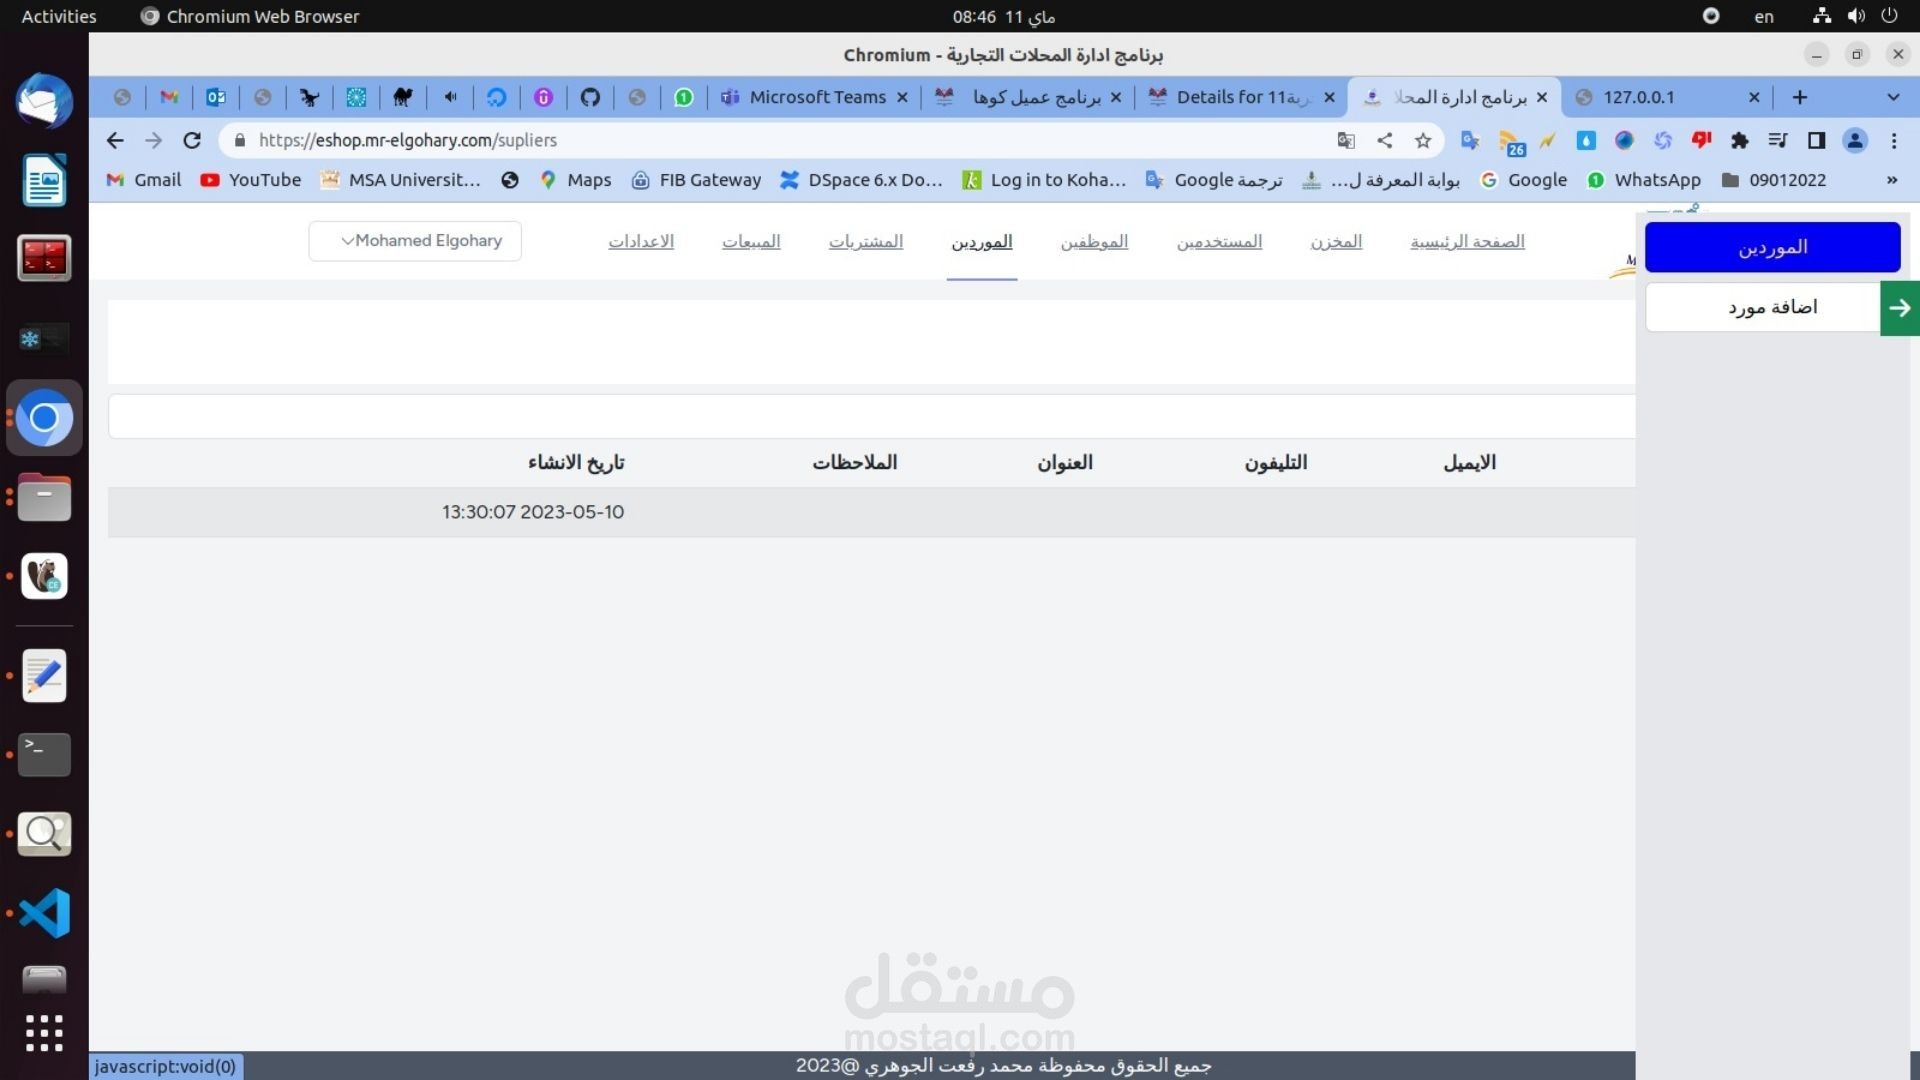 Activities
Chromium Web Browser
08:46 11 ماي
en
برنامج ادارة المحلات التجارية - Chromium
Microsoft Teams
برنامج عميل كوها
Details for 11
برنامج ادارة المحلا
127.0.0.1
https://eshop.mr-elgohary.com/supliers
26
Gmail
YouTube
MSA Universit...
Maps
FIB Gateway
DSpace 6.x Do...
Log in to Koha...
ترجمة Google
بوابة المعرفة ل...
Google
WhatsApp
09012022
»
الموردين
اضافة مورد
الصفحة الرئيسية
المخزن
المستخدمين
الموظفين
الموردين
المشتريات
المبيعات
الاعدادات
Mohamed Elgohary
الايميل
التليفون
العنوان
الملاحظات
تاريخ الانشاء
13:30:07 2023-05-10
مستقل
mostaql.com
جميع الحقوق محفوظة محمد رفعت الجوهري @2023
javascript:void(0)